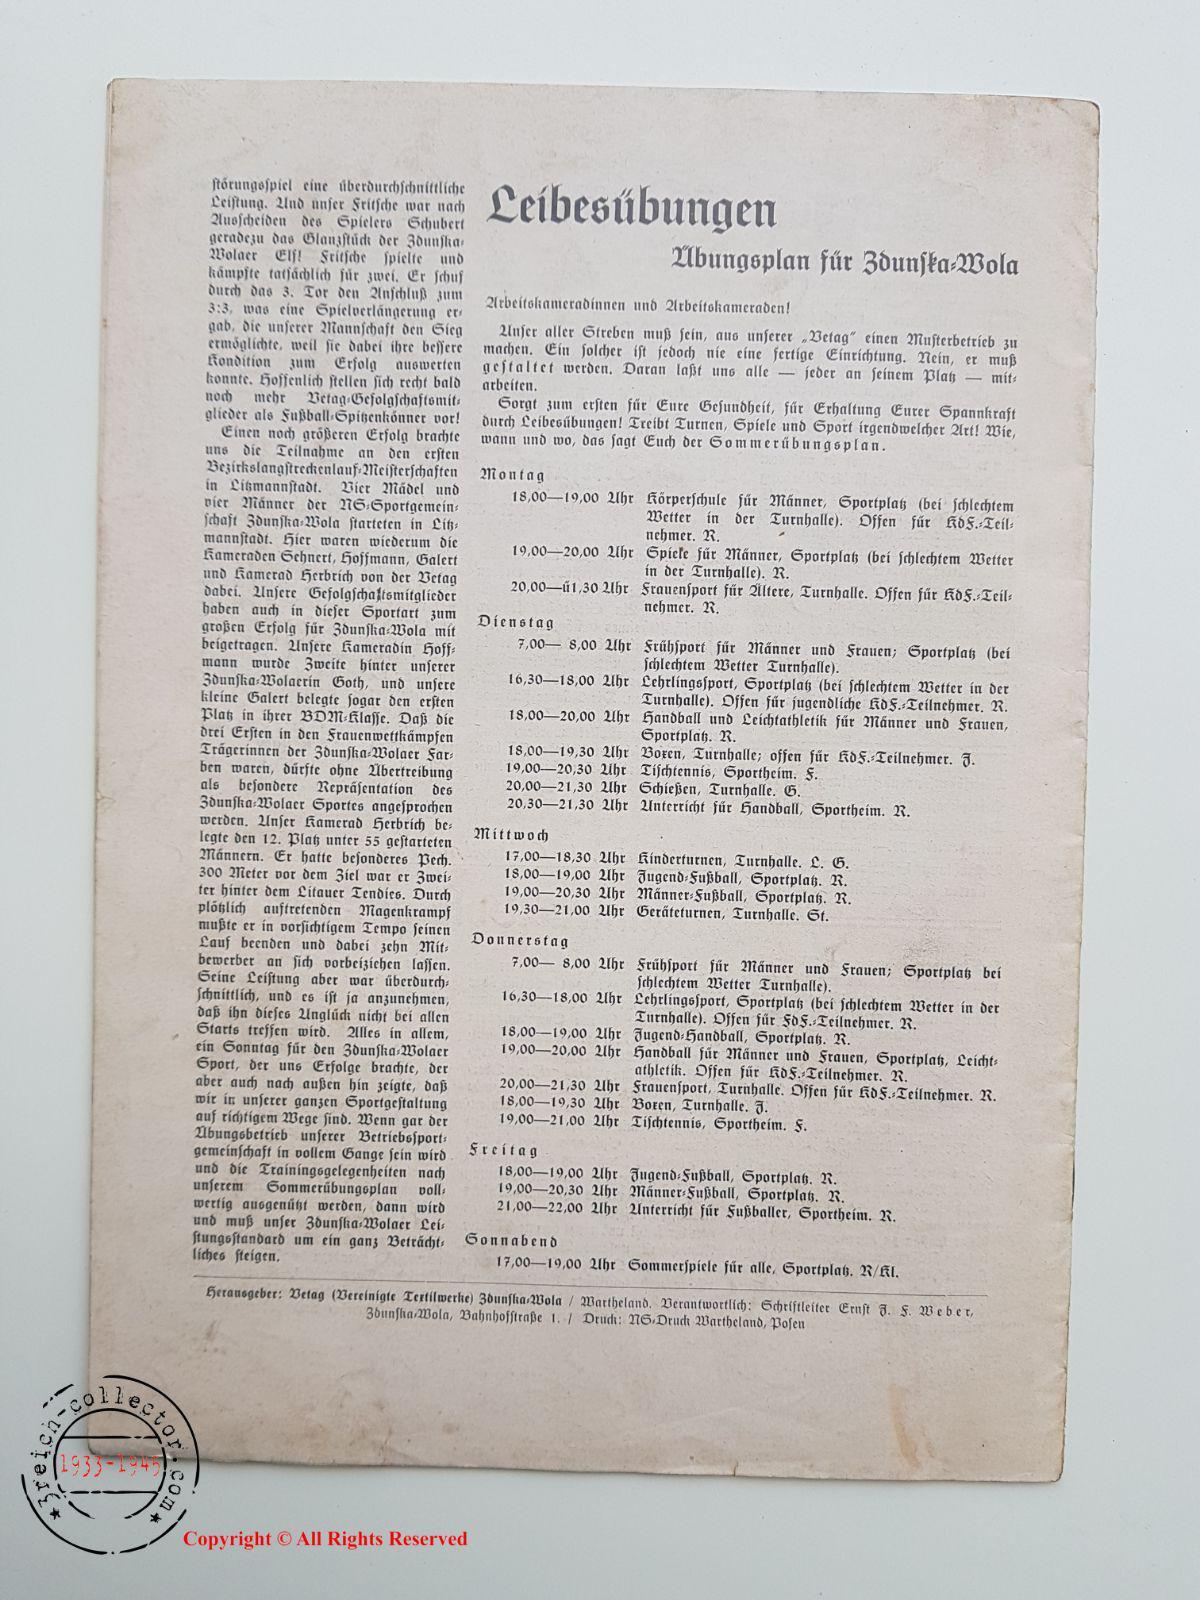 störungsspiel eine überdurchschnittliche
Leistung. Und unser Fritsche war nach
Ausscheiden des Spielers Schubert
geradezu das Glanzstück der Zdunska-
Wolaer Elf! Fritsche spielte und
kämpfte tatsächlich für zwei. Er schuf
durch das 3. Tor den Anschluß zum
3:3, was eine Spielverlängerung er-
gab, die unserer Mannschaft den Sieg
ermöglichte, weil sie dabei ihre bessere
Kondition zum Erfolg auswerten
konnte. Hoffenlich stellen sich recht bald
noch mehr Vetag-Gefolgschaftsmit-
glieder als Fußball-Spitzenkönner vor!
Einen noch größeren Erfolg brachte
uns die Teilnahme an den ersten
Bezirkslangstreckenlauf-Meisterschaften
in Litzmannstadt. Vier Mädel und
vier Männer der NS-Sportgemein-
schaft Zdunska-Wola starteten in Litz-
mannstadt. Hier waren wiederum die
Kameraden Sehnert, Hoffmann, Galert
und Kamerad Herbrich von der Vetag
dabei. Unsere Gefolgschaftsmitglieder
haben auch in dieser Sportart zum
großen Erfolg für Zdunska-Wola mit
beigetragen. Unsere Kameradin Hoff-
mann wurde Zweite hinter unserer
Zdunska-Wolaerin Goth, und unsere
kleine Galert belegte sogar den ersten
Platz in ihrer BDM-Klasse. Daß die
drei Ersten in den Frauenwettkämpfen
Trägerinnen der Zdunska-Wolaer Far-
ben waren, dürfte ohne Übertreibung
als besondere Repräsentation des
Zdunska-Wolaer Sportes angesprochen
werden. Unser Kamerad Herbrich be-
legte den 12. Platz unter 55 gestarteten
Männern. Er hatte besonderes Pech.
300 Meter vor dem Ziel war er Zwei-
ter hinter dem Litauer Tendies. Durch
plötzlich auftretenden Magenkrampf
mußte er in vorsichtigem Tempo seinen
Lauf beenden und dabei zehn Mit-
bewerber an sich vorbeiziehen lassen.
Seine Leistung aber war überdurch-
schnittlich, und es ist ja anzunehmen,
daß ihn dieses Unglück nicht bei allen
Starts treffen wird. Alles in allem,
ein Sonntag für den Zdunska-Wolaer
Sport, der uns Erfolge brachte, der
aber auch nach außen hin zeigte, daß
wir in unserer ganzen Sportgestaltung
auf richtigem Wege sind. Wenn gar der
Übungsbetrieb unserer Betriebssport-
gemeinschaft in vollem Gange sein wird
und die Trainingsgelegenheiten nach
unserem Sommerübungsplan voll-
wertig ausgenützt werden, dann wird
und muß unser Zdunska-Wolaer Lei-
stungsstandard um ein ganz Beträcht-
liches steigen.
Leibesübungen
Übungsplan für Zdunska-Wola
Arbeitskameradinnen und Arbeitskameraden!
Unser aller Streben muß sein, aus unserer „Vetag“ einen Musterbetrieb zu
machen. Ein solcher ist jedoch nie eine fertige Einrichtung. Nein, er muß
gestaltet werden. Daran laßt uns alle — jeder an seinem Platz — mit-
arbeiten.
Sorgt zum ersten für Eure Gesundheit, für Erhaltung Eurer Spannkraft
durch Leibesübungen! Treibt Turnen, Spiele und Sport irgendwelcher Art! Wie,
wann und wo, das sagt Euch der Sommerübungsplan.
Montag
18,00—19,00 Uhr Körperschule für Männer, Sportplatz (bei schlechtem
Wetter in der Turnhalle). Offen für KdF.-Teil-
nehmer. R.
19,00—20,00 Uhr Spiele für Männer, Sportplatz (bei schlechtem Wetter
in der Turnhalle). R.
20,00—ű1,30 Uhr Frauensport für Ältere, Turnhalle. Offen für KdF.-Teil-
nehmer. R.
Dienstag
7,00— 8,00 Uhr Frühsport für Männer und Frauen; Sportplatz (bei
schlechtem Wetter Turnhalle).
16,30—18,00 Uhr Lehrlingssport, Sportplatz (bei schlechtem Wetter in der
Turnhalle). Offen für jugendliche KdF.-Teilnehmer. R.
18,00—20,00 Uhr Handball und Leichtathletik für Männer und Frauen,
Sportplatz. R.
18.00—19,30 Uhr Boxen, Turnhalle; offen für KdF.-Teilnehmer. J.
19,00—20,30 Uhr Tischtennis, Sportheim. F.
20,00—21,30 Uhr Schießen, Turnhalle. G.
20,30—21,30 Uhr Unterricht für Handball, Sportheim. R.
Mittwoch
17,00—18,30 Uhr Kinderturnen, Turnhalle. L. G.
18,00—19,00 Uhr Jugend-Fußball, Sportplatz. R.
19,00—20,30 Uhr Männer-Fußball, Sportplatz. R.
19,30—21,00 Uhr Geräteturnen, Turnhalle. St.
Donnerstag
7,00— 8,00 Uhr Frühsport für Männer und Frauen; Sportplatz bei
schlechtem Wetter Turnhalle).
16,30—18,00 Uhr Lehrlingssport, Sportplatz (bei schlechtem Wetter in der
Turnhalle). Offen für FdF.-Teilnehmer. R.
18,00—19,00 Uhr Jugend-Handball, Sportplatz. R.
19,00—20,00 Uhr Handball für Männer und Frauen, Sportplatz, Leicht-
athletik. Offen für KdF.-Teilnehmer. R.
20,00—21,30 Uhr Frauensport, Turnhalle. Offen für KdF.-Teilnehmer. R.
18,00—19,30 Uhr Boxen, Turnhalle. J.
19,00—21,00 Uhr Tischtennis, Sportheim. F.
Freitag
18,00—19,00 Uhr Jugend-Fußball, Sportplatz. R.
19,00—20,30 Uhr Männer-Fußball, Sportplatz. R.
21,00—22,00 Uhr Unterricht für Fußballer, Sportheim. R.
Sonnabend
17,00—19,00 Uhr Sommerspiele für alle, Sportplatz. R/Kl.
Herausgeber: Vetag (Vereinigte Textilwerke) Zdunska-Wola / Wartheland. Verantwortlich: Schriftleiter Ernst J. F. Weber,
Zdunska-Wola, Bahnhofstraße 1. / Druck: NS-Druck Wartheland, Posen
3reich-collector.com
1933-1945
Copyright © All Rights Reserved